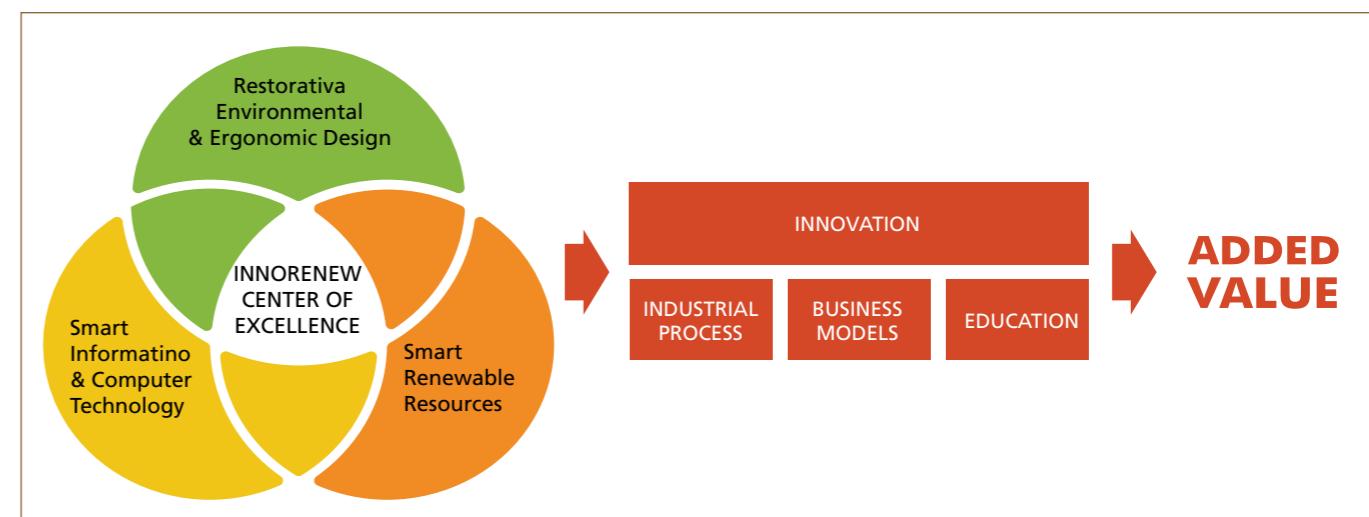 Restorativa
Environmental
& Ergonomic Design
INNORENEW
CENTER OF
EXCELLENCE
Smart
Informatino
& Computer
Technology
Smart
Renewable
Resources
INNOVATION
INDUSTRIAL
PROCESS
BUSINESS
MODELS
EDUCATION
ADDED
VALUE